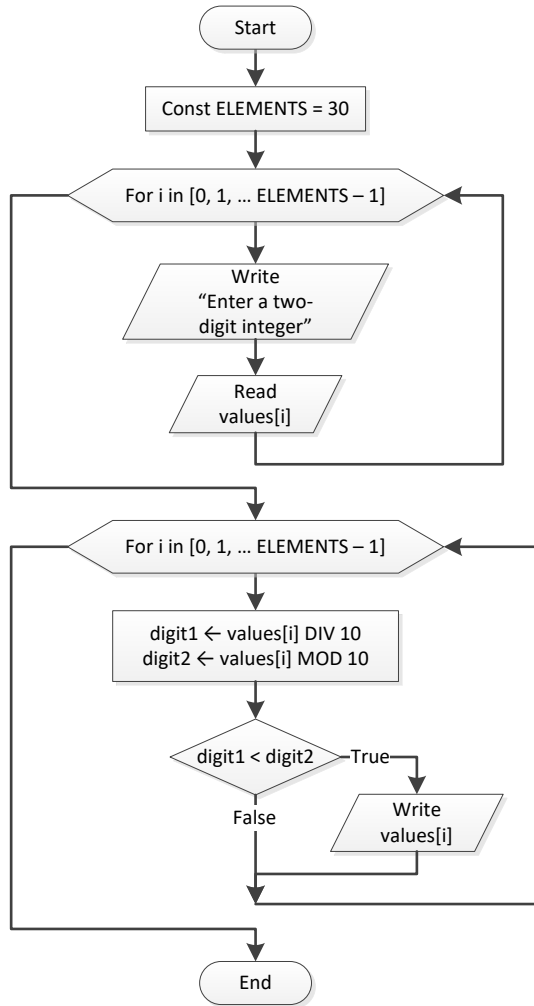 Start
Const ELEMENTS = 30
For i in [0, 1, … ELEMENTS – 1]
Write
“Enter a two-
digit integer”
Read
values[i]
For i in [0, 1, … ELEMENTS – 1]
digit1 ← values[i] DIV 10
digit2 ← values[i] MOD 10
digit1 < digit2
True
False
Write
values[i]
End